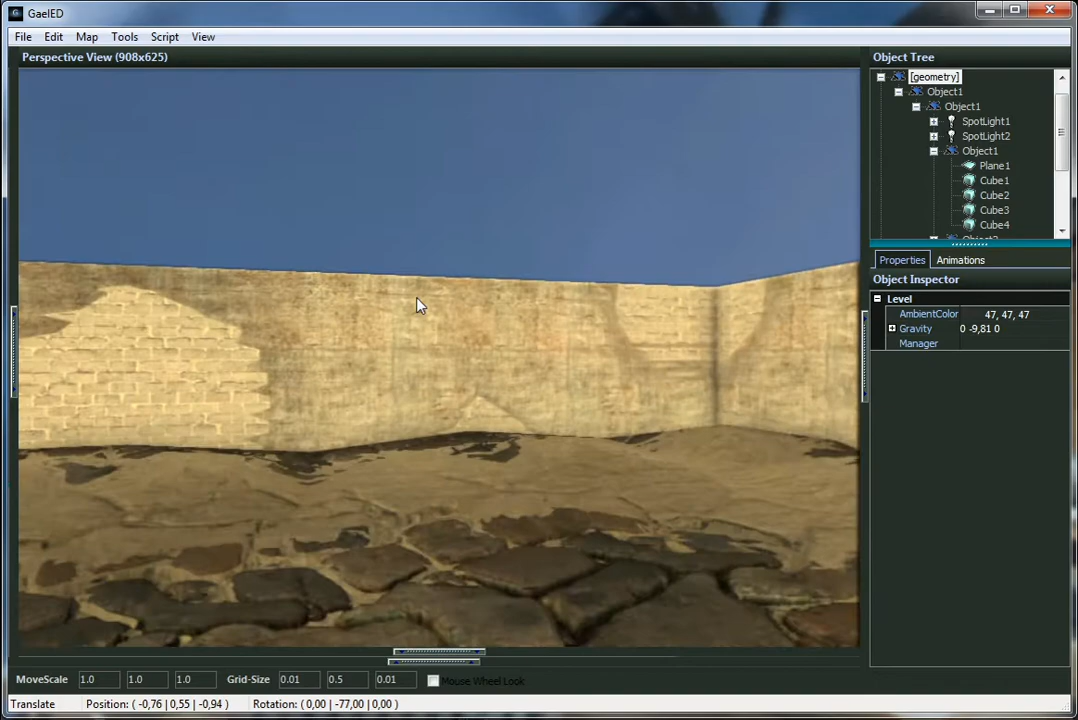 GaelED
File Edit Map Tools Script View
Perspective View (908x625)
Object Tree
[geometry]
Object1
Object1
SpotLight1
SpotLight2
Object1
Plane1
Cube1
Cube2
Cube3
Cube4
Properties Animations
Object Inspector
Level
AmbientColor 47, 47, 47
Gravity 0 -9,81 0
Manager
MoveScale 1.0 1.0 1.0 Grid-Size 0.01 0.5 0.01 Mouse Wheel Look
Translate Position: ( -0,76 | 0,55 | -0,94 ) Rotation: ( 0,00 | -77,00 | 0,00 )